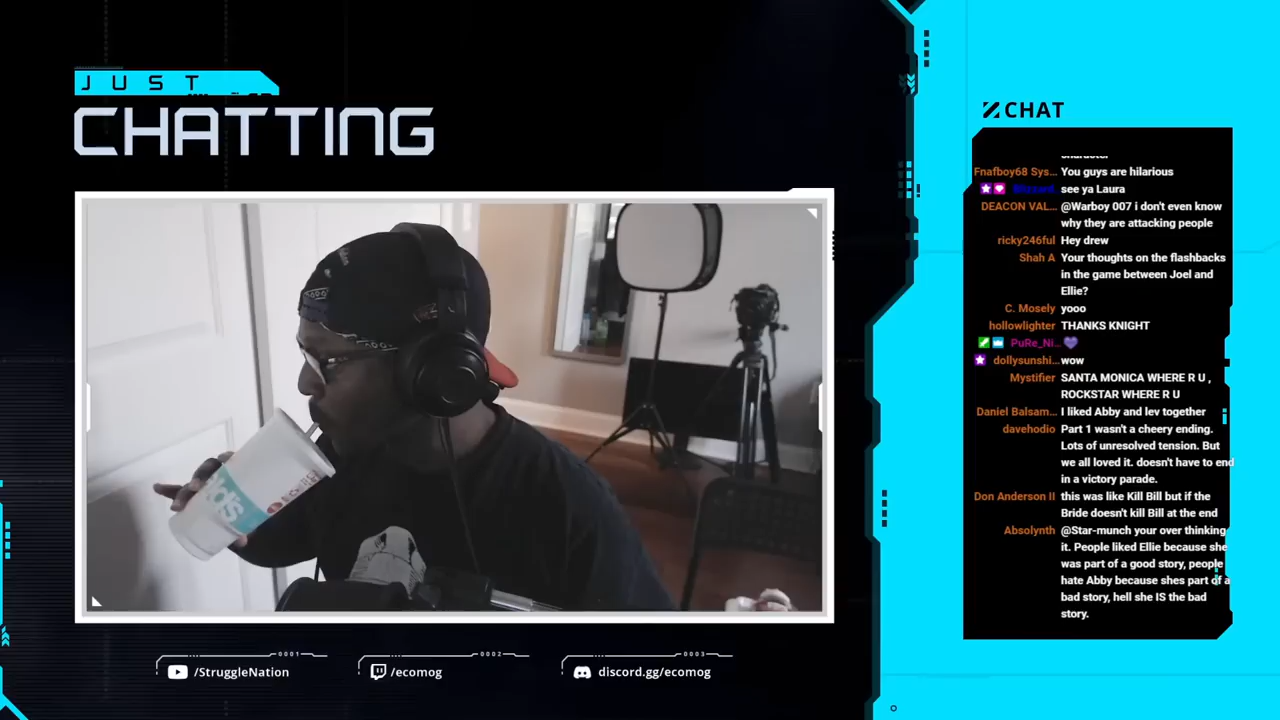 JUST
CHATTING
CHAT
Fnafboy68 Sys... You guys are hilarious
see ya Laura
DEACON VAL... @Warboy 007 i don't even know
why they are attacking people
ricky246ful Hey drew
Shah A Your thoughts on the flashbacks
in the game between Joel and
Ellie?
C. Mosely yooo
hollowlighter THANKS KNIGHT
PuRe_Ni... 💜
dollysunshi... wow
Mystifier SANTA MONICA WHERE R U ,
ROCKSTAR WHERE R U
Daniel Balsam... I liked Abby and lev together
davehodio Part 1 wasn't a cheery ending.
Lots of unresolved tension. But
we all loved it. doesn't have to end
in a victory parade.
Don Anderson II this was like Kill Bill but if the
Bride doesn't kill Bill at the end
Absolynth @Star-munch your over thinking
it. People liked Ellie because she
was part of a good story, people
hate Abby because shes part of a
bad story, hell she IS the bad
story.
ld's
0001
/StruggleNation
0002
/ecomog
0003
discord.gg/ecomog